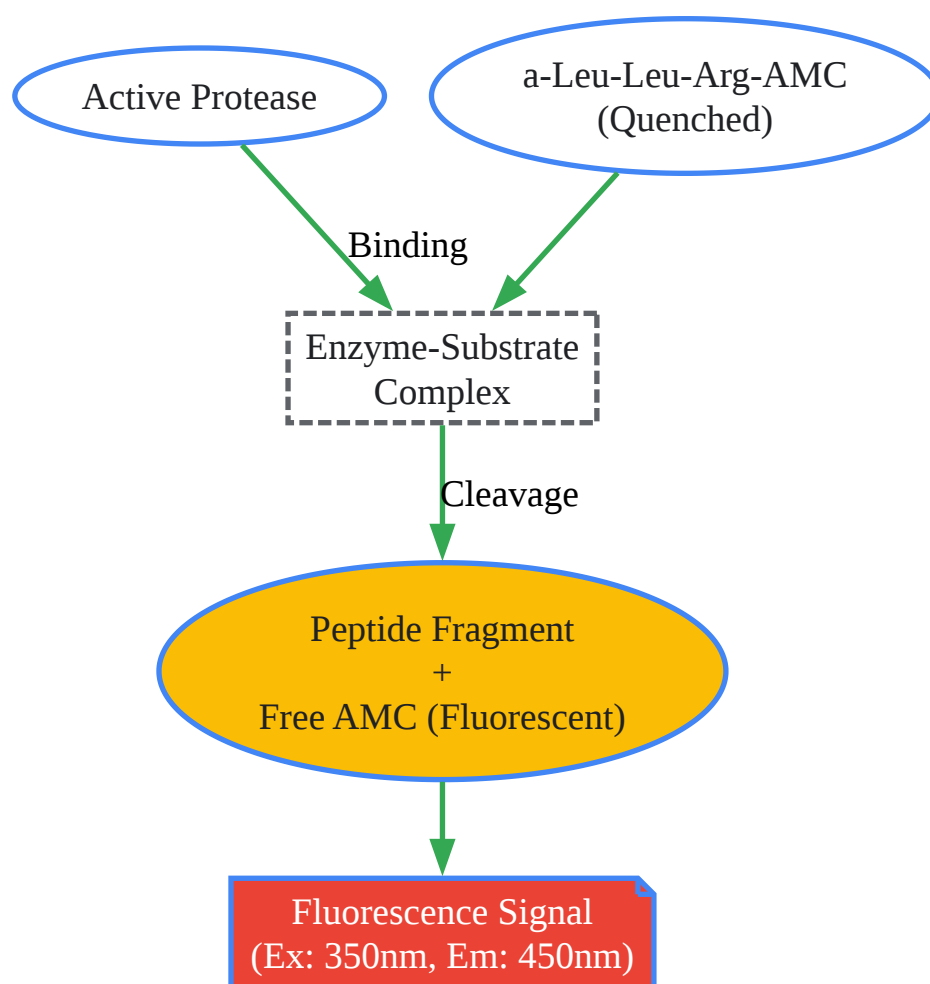 Active Protease
a-Leu-Leu-Arg-AMC
(Quenched)
Binding
Enzyme-Substrate
Complex
Cleavage
Peptide Fragment
+
Free AMC (Fluorescent)
Fluorescence Signal
(Ex: 350nm, Em: 450nm)